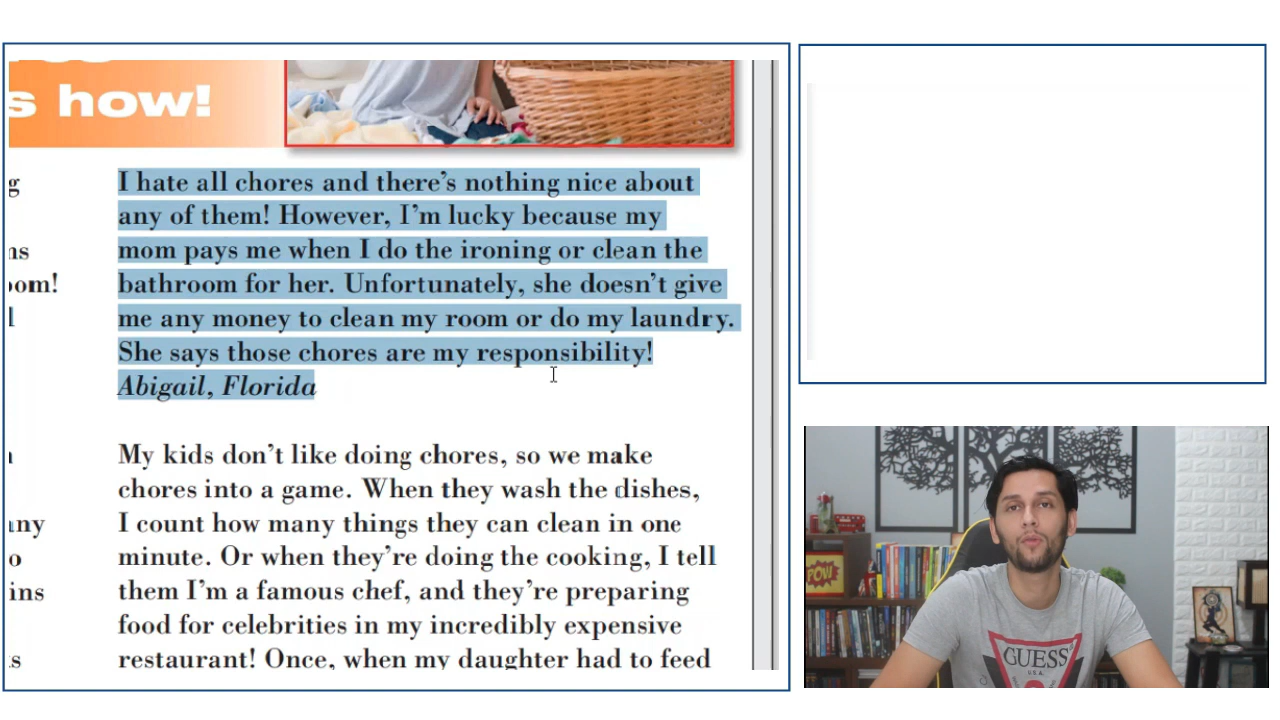 s how!
g
ns
oom!
I hate all chores and there's nothing nice about
any of them! However, I'm lucky because my
mom pays me when I do the ironing or clean the
bathroom for her. Unfortunately, she doesn't give
me any money to clean my room or do my laundry.
She says those chores are my responsibility!
Abigail, Florida
My kids don't like doing chores, so we make
chores into a game. When they wash the dishes,
I count how many things they can clean in one
minute. Or when they're doing the cooking, I tell
them I'm a famous chef, and they're preparing
food for celebrities in my incredibly expensive
restaurant! Once, when my daughter had to feed
ny
o
ins
s
POW
GUESS
U.S.A.